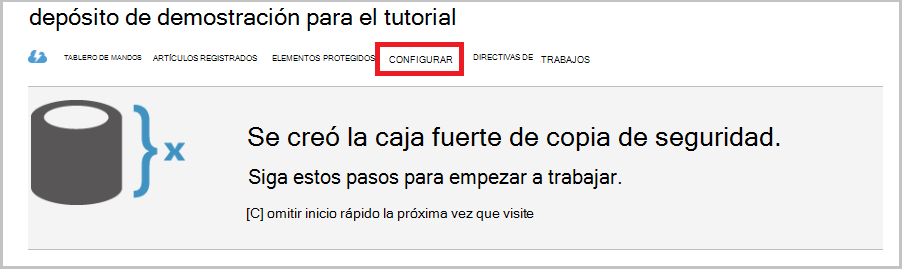 depósito de demostración para el tutorial
TABLERO DE MANDOS ARTÍCULOS REGISTRADOS ELEMENTOS PROTEGIDOS CONFIGURAR DIRECTIVAS DE TRABAJOS
Se creó la caja fuerte de copia de seguridad.
x
Siga estos pasos para empezar a trabajar.
[C] omitir inicio rápido la próxima vez que visite